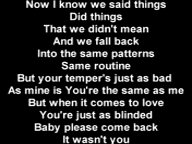 Now I know we said things
Did things
That we didn't mean
And we fall back
Into the same patterns
Same routine
But your temper's just as bad
As mine is You're the same as me
But when it comes to love
You're just as blinded
Baby please come back
It wasn't you